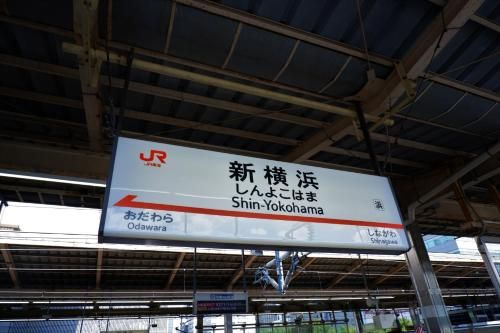 JR
JR東海
新横浜
しんよこはま
Shin-Yokohama
浜
おだわら
Odawara
しながわ
Shinagawa